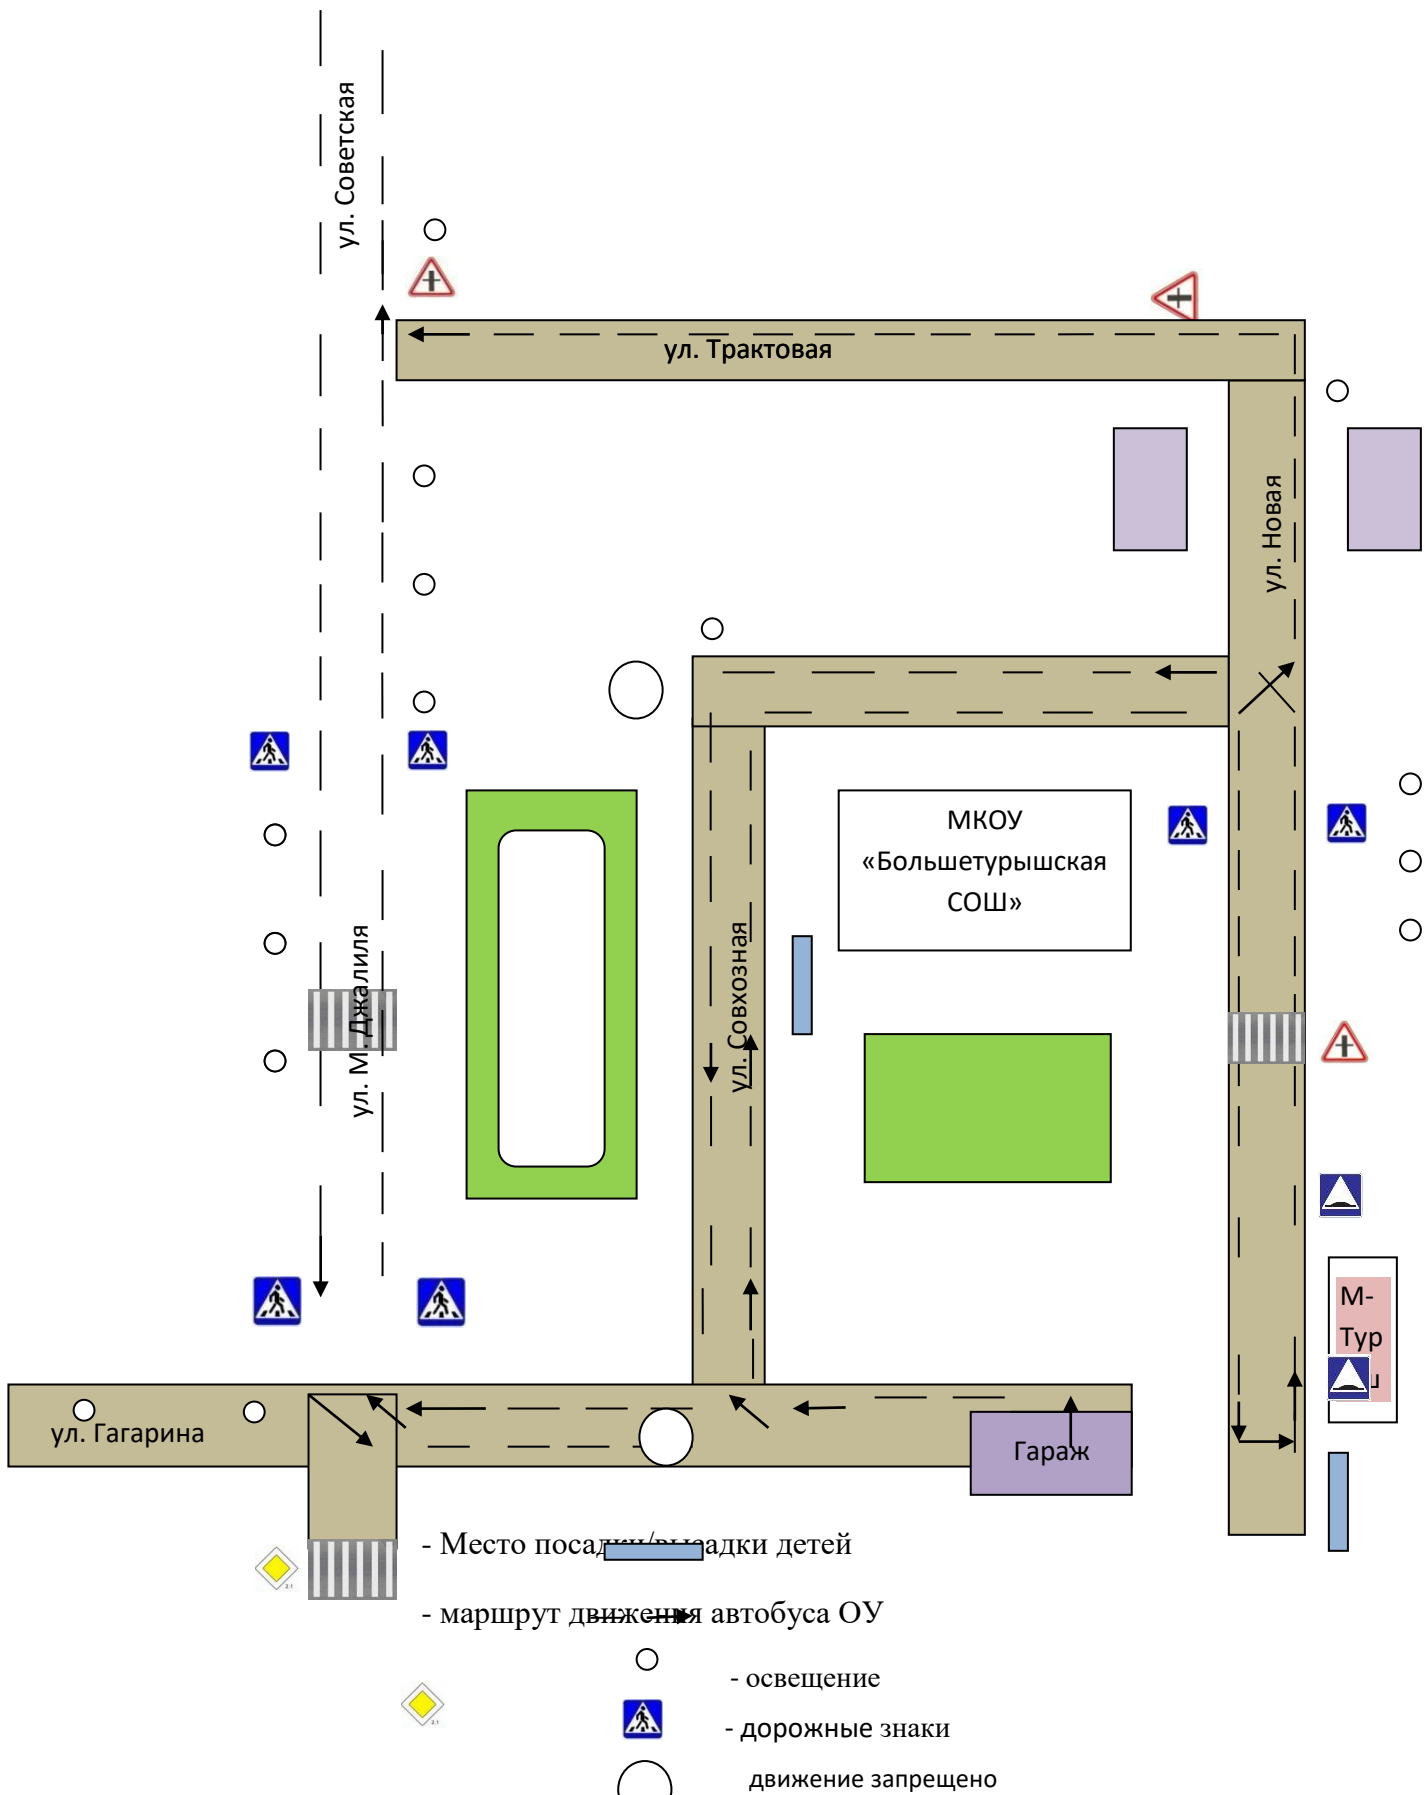 ул. Советская
ул. Трактовая
ул. Новая
МКОУ
«Большетурышская
СОШ»
ул. Совхозная
ул. М. Джалиля
М-
Тур
ул. Гагарина
Гараж
- Место посадки/высадки детей
- маршрут движения автобуса ОУ
- освещение
- дорожные знаки
движение запрещено